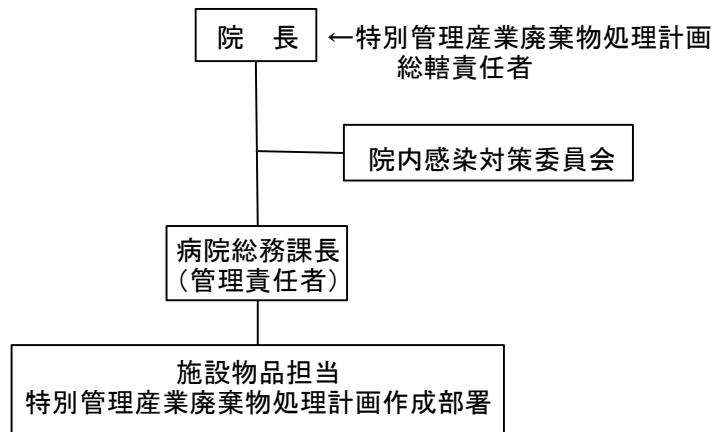 院　長 ←特別管理産業廃棄物処理計画
総轄責任者
院内感染対策委員会
病院総務課長
（管理責任者）
施設物品担当
特別管理産業廃棄物処理計画作成部署